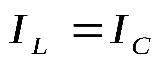 I_L = I_C